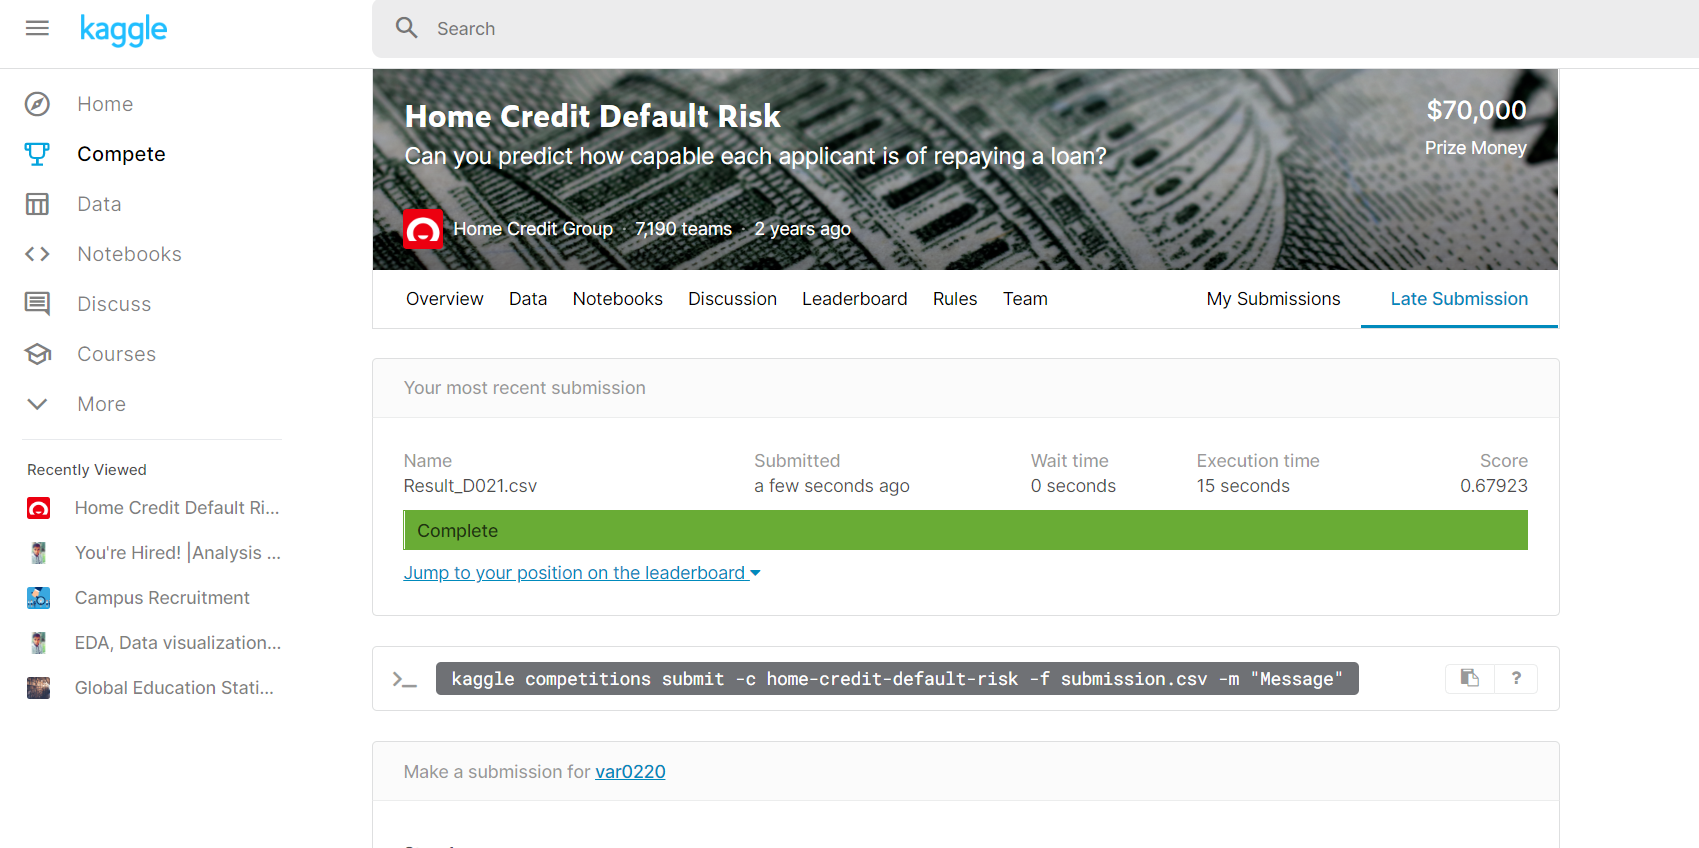 kaggle
Search
Home
Compete
Data
Notebooks
Discuss
Courses
More
Recently Viewed
Home Credit Default Ri...
You're Hired! |Analysis ...
Campus Recruitment
EDA, Data visualization...
Global Education Stati...
Home Credit Default Risk
Can you predict how capable each applicant is of repaying a loan?
$70,000
Prize Money
Home Credit Group · 7,190 teams · 2 years ago
Overview Data Notebooks Discussion Leaderboard Rules Team My Submissions Late Submission
Your most recent submission
Name Submitted Wait time Execution time Score
Result_D021.csv a few seconds ago 0 seconds 15 seconds 0.67923
Complete
Jump to your position on the leaderboard
>_ kaggle competitions submit -c home-credit-default-risk -f submission.csv -m "Message" ?
Make a submission for var0220